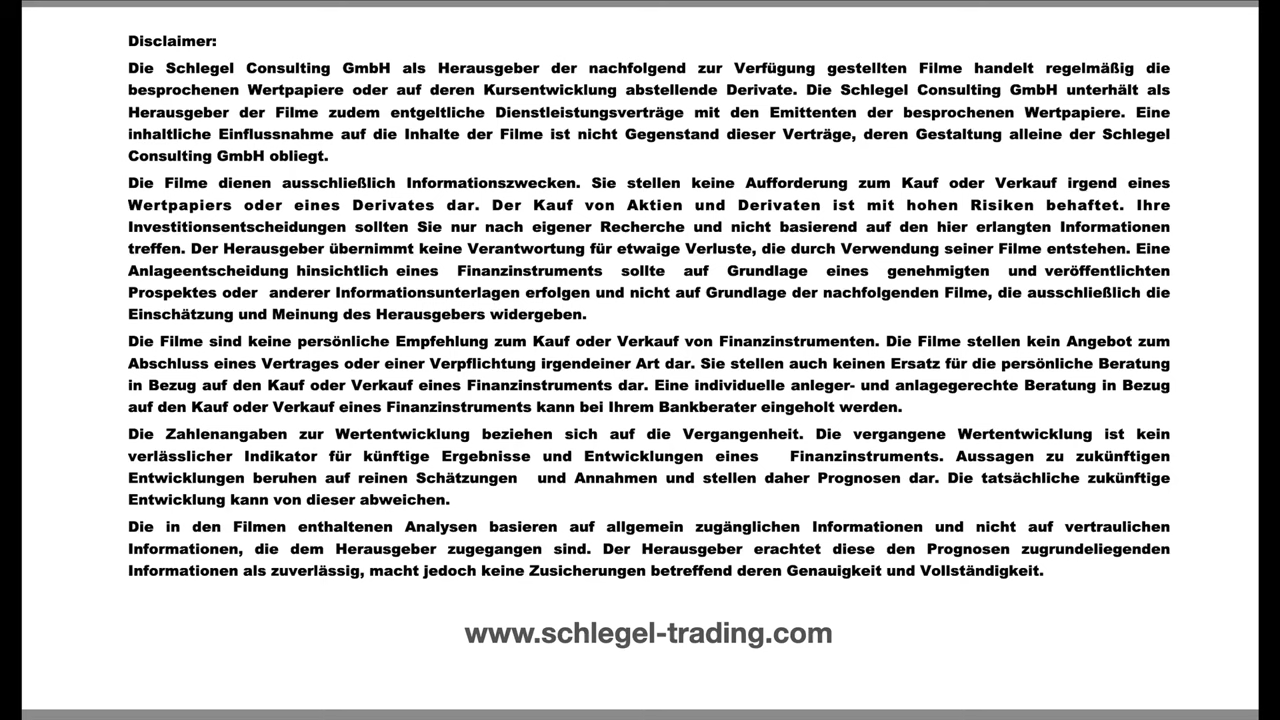 Disclaimer:
Die Schlegel Consulting GmbH als Herausgeber der nachfolgend zur Verfügung gestellten Filme handelt regelmäßig die
besprochenen Wertpapiere oder auf deren Kursentwicklung abstellende Derivate. Die Schlegel Consulting GmbH unterhält als
Herausgeber der Filme zudem entgeltliche Dienstleistungsverträge mit den Emittenten der besprochenen Wertpapiere. Eine
inhaltliche Einflussnahme auf die Inhalte der Filme ist nicht Gegenstand dieser Verträge, deren Gestaltung alleine der Schlegel
Consulting GmbH obliegt.
Die Filme dienen ausschließlich Informationszwecken. Sie stellen keine Aufforderung zum Kauf oder Verkauf irgend eines
Wertpapiers oder eines Derivates dar. Der Kauf von Aktien und Derivaten ist mit hohen Risiken behaftet. Ihre
Investitionsentscheidungen sollten Sie nur nach eigener Recherche und nicht basierend auf den hier erlangten Informationen
treffen. Der Herausgeber übernimmt keine Verantwortung für etwaige Verluste, die durch Verwendung seiner Filme entstehen. Eine
Anlageentscheidung hinsichtlich eines Finanzinstruments sollte auf Grundlage eines genehmigten und veröffentlichten
Prospektes oder anderer Informationsunterlagen erfolgen und nicht auf Grundlage der nachfolgenden Filme, die ausschließlich die
Einschätzung und Meinung des Herausgebers widergeben.
Die Filme sind keine persönliche Empfehlung zum Kauf oder Verkauf von Finanzinstrumenten. Die Filme stellen kein Angebot zum
Abschluss eines Vertrages oder einer Verpflichtung irgendeiner Art dar. Sie stellen auch keinen Ersatz für die persönliche Beratung
in Bezug auf den Kauf oder Verkauf eines Finanzinstruments dar. Eine individuelle anleger- und anlagegerechte Beratung in Bezug
auf den Kauf oder Verkauf eines Finanzinstruments kann bei Ihrem Bankberater eingeholt werden.
Die Zahlenangaben zur Wertentwicklung beziehen sich auf die Vergangenheit. Die vergangene Wertentwicklung ist kein
verlässlicher Indikator für künftige Ergebnisse und Entwicklungen eines Finanzinstruments. Aussagen zu zukünftigen
Entwicklungen beruhen auf reinen Schätzungen und Annahmen und stellen daher Prognosen dar. Die tatsächliche zukünftige
Entwicklung kann von dieser abweichen.
Die in den Filmen enthaltenen Analysen basieren auf allgemein zugänglichen Informationen und nicht auf vertraulichen
Informationen, die dem Herausgeber zugegangen sind. Der Herausgeber erachtet diese den Prognosen zugrundeliegenden
Informationen als zuverlässig, macht jedoch keine Zusicherungen betreffend deren Genauigkeit und Vollständigkeit.
www.schlegel-trading.com